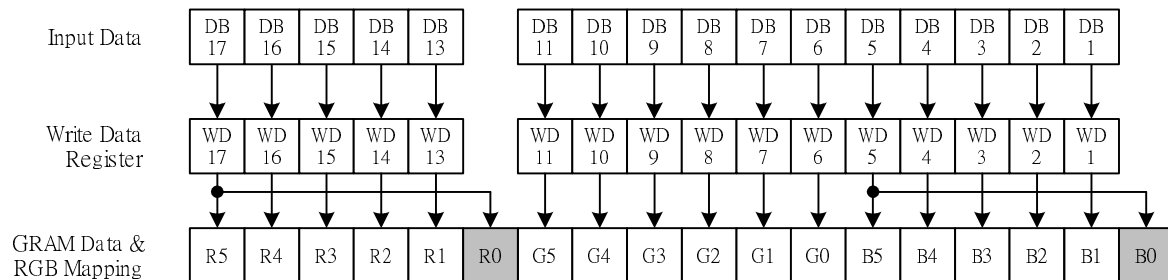 Input Data DB 17 DB 16 DB 15 DB 14 DB 13 DB 11 DB 10 DB 9 DB 8 DB 7 DB 6 DB 5 DB 4 DB 3 DB 2 DB 1
Write Data Register WD 17 WD 16 WD 15 WD 14 WD 13 WD 11 WD 10 WD 9 WD 8 WD 7 WD 6 WD 5 WD 4 WD 3 WD 2 WD 1
GRAM Data & RGB Mapping R5 R4 R3 R2 R1 R0 G5 G4 G3 G2 G1 G0 B5 B4 B3 B2 B1 B0